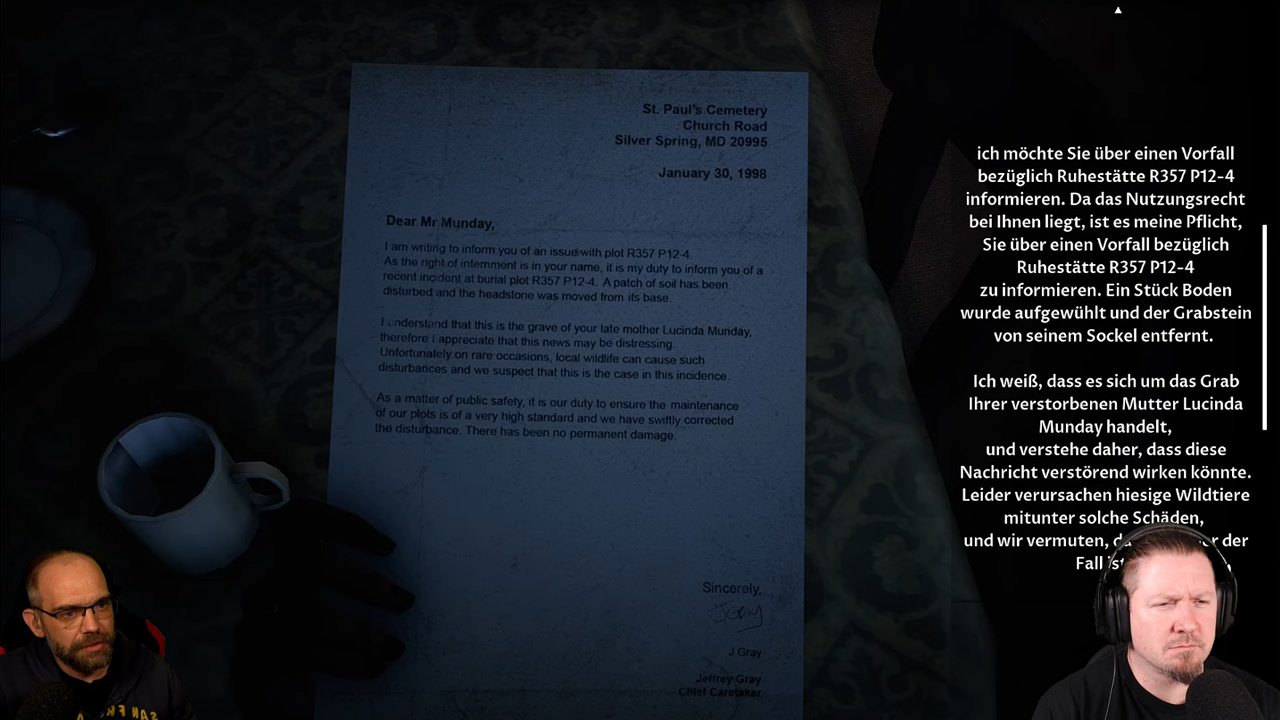 St. Paul's Cemetery
Church Road
Silver Spring, MD 20995
January 30, 1998
Dear Mr Munday,
I am writing to inform you of an issue with plot R357 P12-4.
As the right of internment is in your name, it is my duty to inform you of a
recent incident at burial plot R357 P12-4. A patch of soil has been
disturbed and the headstone was moved from its base.
I understand that this is the grave of your late mother Lucinda Munday,
therefore I appreciate that this news may be distressing.
Unfortunately on rare occasions, local wildlife can cause such
disturbances and we suspect that this is the case in this incidence.
As a matter of public safety, it is our duty to ensure the maintenance
of our plots is of a very high standard and we have swiftly corrected
the disturbance. There has been no permanent damage.
Sincerely,
J Gray
Jeffrey Gray
Chief Caretaker
ich möchte Sie über einen Vorfall
bezüglich Ruhestätte R357 P12-4
informieren. Da das Nutzungsrecht
bei Ihnen liegt, ist es meine Pflicht,
Sie über einen Vorfall bezüglich
Ruhestätte R357 P12-4
zu informieren. Ein Stück Boden
wurde aufgewühlt und der Grabstein
von seinem Sockel entfernt.
Ich weiß, dass es sich um das Grab
Ihrer verstorbenen Mutter Lucinda
Munday handelt,
und verstehe daher, dass diese
Nachricht verstörend wirken könnte.
Leider verursachen hiesige Wildtiere
mitunter solche Schäden,
und wir vermuten, der
Fall
SAN